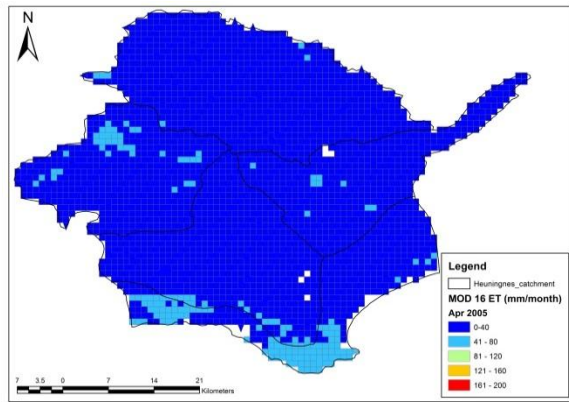 N
Legend
Heuningnes_catchment
MOD 16 ET (mm/month)
Apr 2005
0-40
41 - 80
81 - 120
121 - 160
161 - 200
7 3.5 0 7 14 21
Kilometers